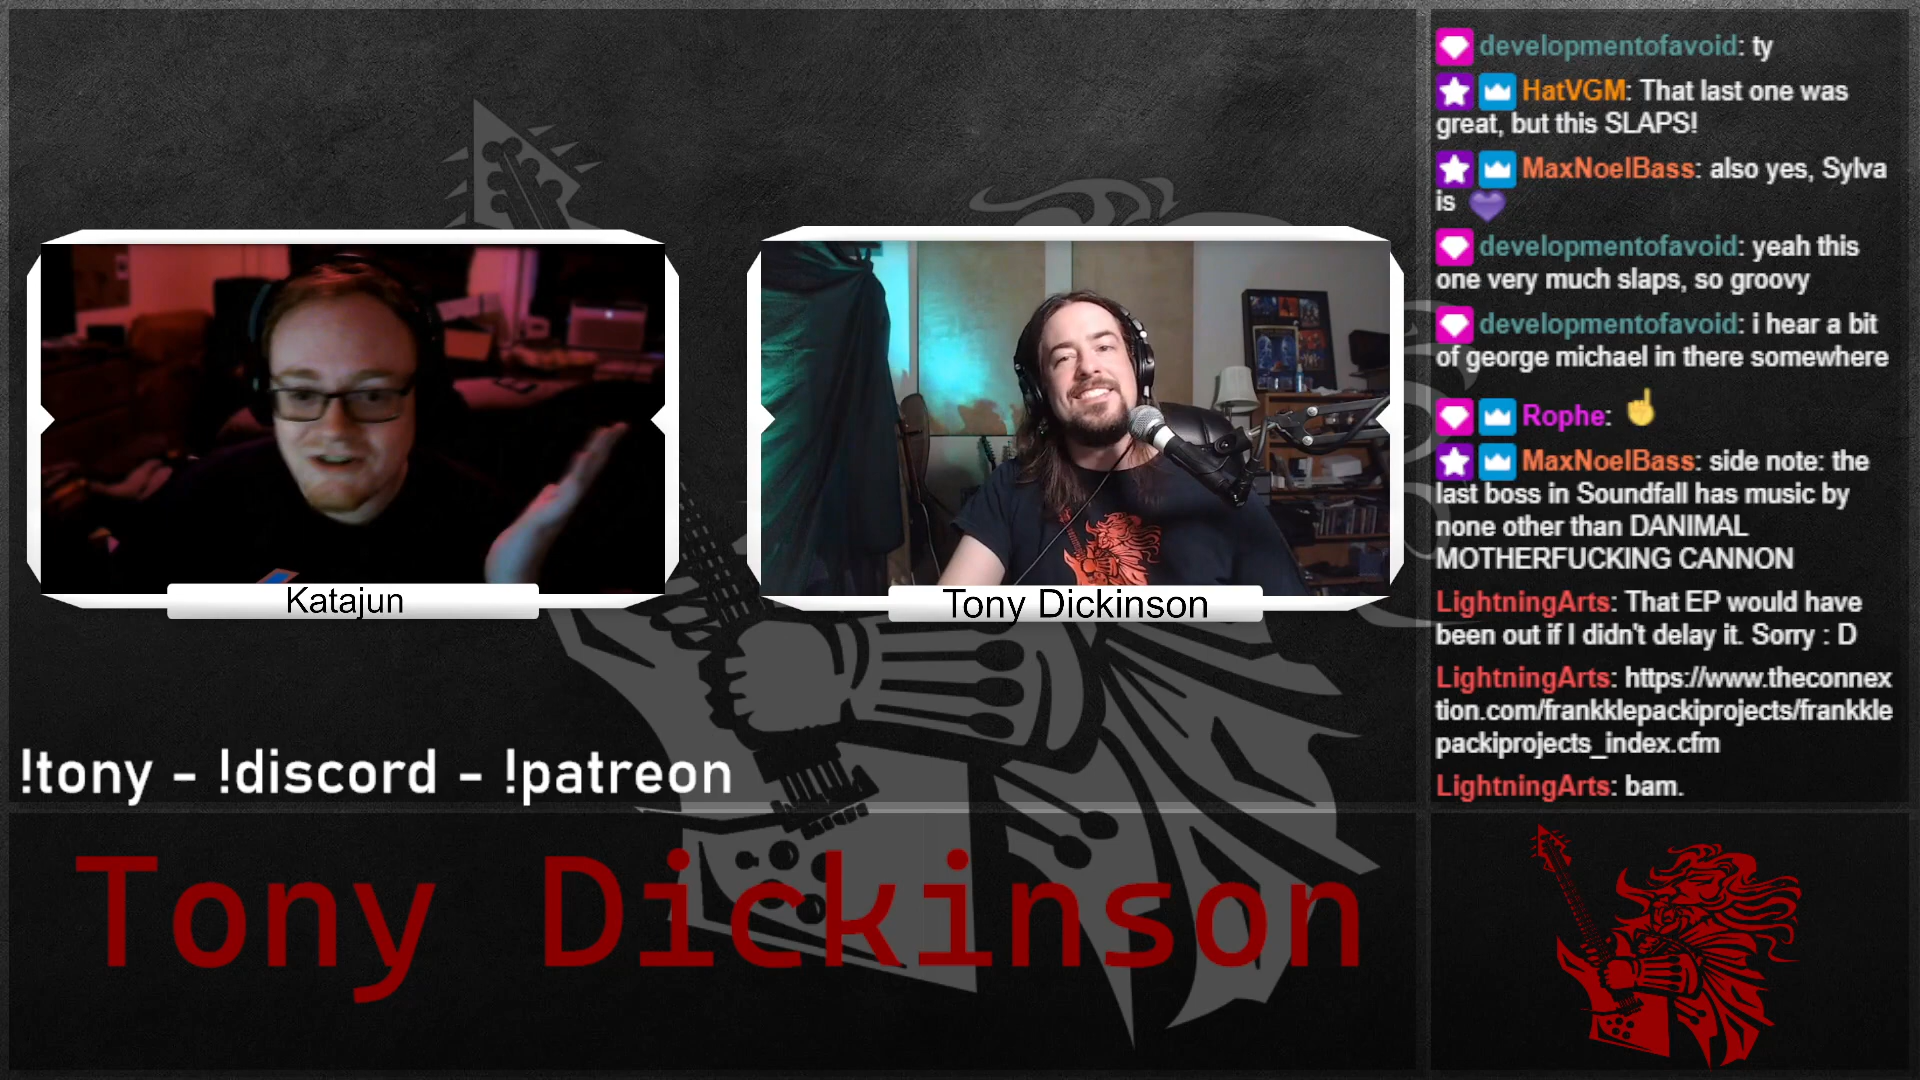 developmentofavoid: ty
HatVGM: That last one was
great, but this SLAPS!
MaxNoelBass: also yes, Sylva
is
developmentofavoid: yeah this
one very much slaps, so groovy
developmentofavoid: i hear a bit
of george michael in there somewhere
Rophe:
MaxNoelBass: side note: the
last boss in Soundfall has music by
none other than DANIMAL
MOTHERFUCKING CANNON
LightningArts: That EP would have
been out if I didn't delay it. Sorry : D
LightningArts: https://www.theconnex
tion.com/frankklepackiprojects/frankkle
packiprojects_index.cfm
LightningArts: bam.
Katajun
Tony Dickinson
!tony - !discord - !patreon
Tony Dickinson